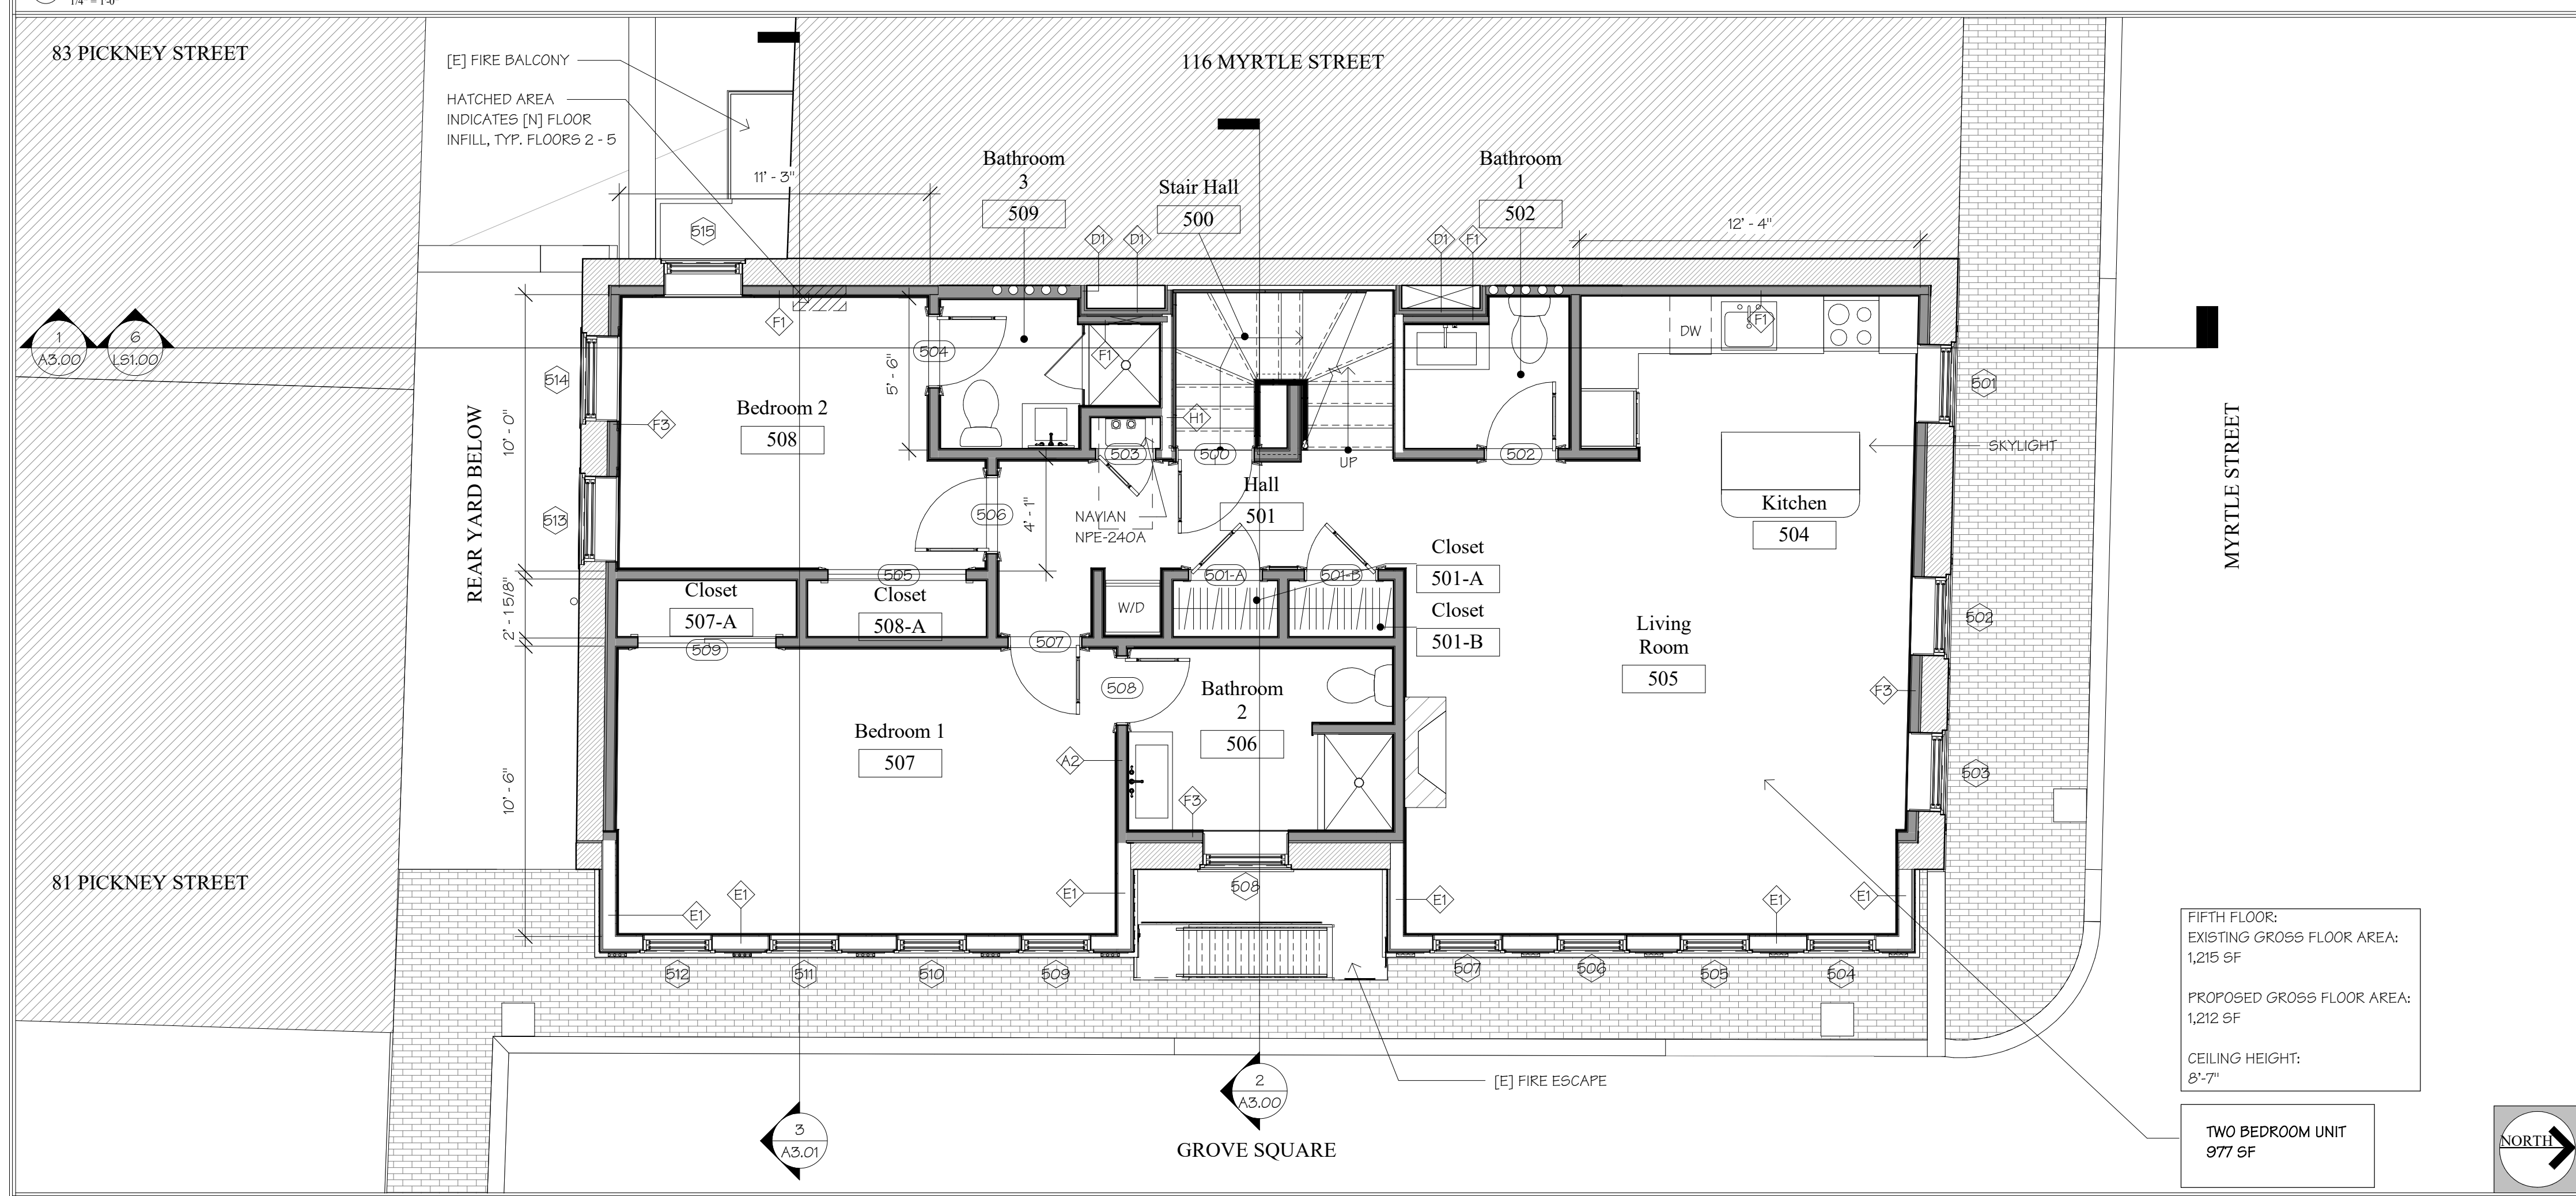 1/4" = 1'-0"
83 PICKNEY STREET
[E] FIRE BALCONY
HATCHED AREA
INDICATES [N] FLOOR
INFILL, TYP. FLOORS 2 - 5
116 MYRTLE STREET
11' - 3"
Bathroom
3
509
Stair Hall
500
Bathroom
1
502
12' - 4"
515
D1
D1
D1
F1
1
A3.00
6
LS1.00
F1
504
5' - 6"
F1
DW
F1
514
F3
10' - 0"
Bedroom 2
508
H1
503
500
UP
502
501
SKYLIGHT
MYRTLE STREET
REAR YARD BELOW
513
506
4' - 1"
NAVIAN
NPE-240A
Hall
501
Kitchen
504
505
501-A
501-B
Closet
501-A
Closet
501-B
2' - 1 5/8"
Closet
507-A
Closet
508-A
W/D
502
509
507
Living
Room
505
508
Bathroom
2
506
F3
Bedroom 1
507
A2
F3
503
10' - 6"
81 PICKNEY STREET
E1
E1
E1
508
E1
E1
E1
512
511
510
509
507
506
505
504
FIFTH FLOOR:
EXISTING GROSS FLOOR AREA:
1,215 SF
PROPOSED GROSS FLOOR AREA:
1,212 SF
CEILING HEIGHT:
8'-7"
[E] FIRE ESCAPE
2
A3.00
3
A3.01
GROVE SQUARE
TWO BEDROOM UNIT
977 SF
NORTH